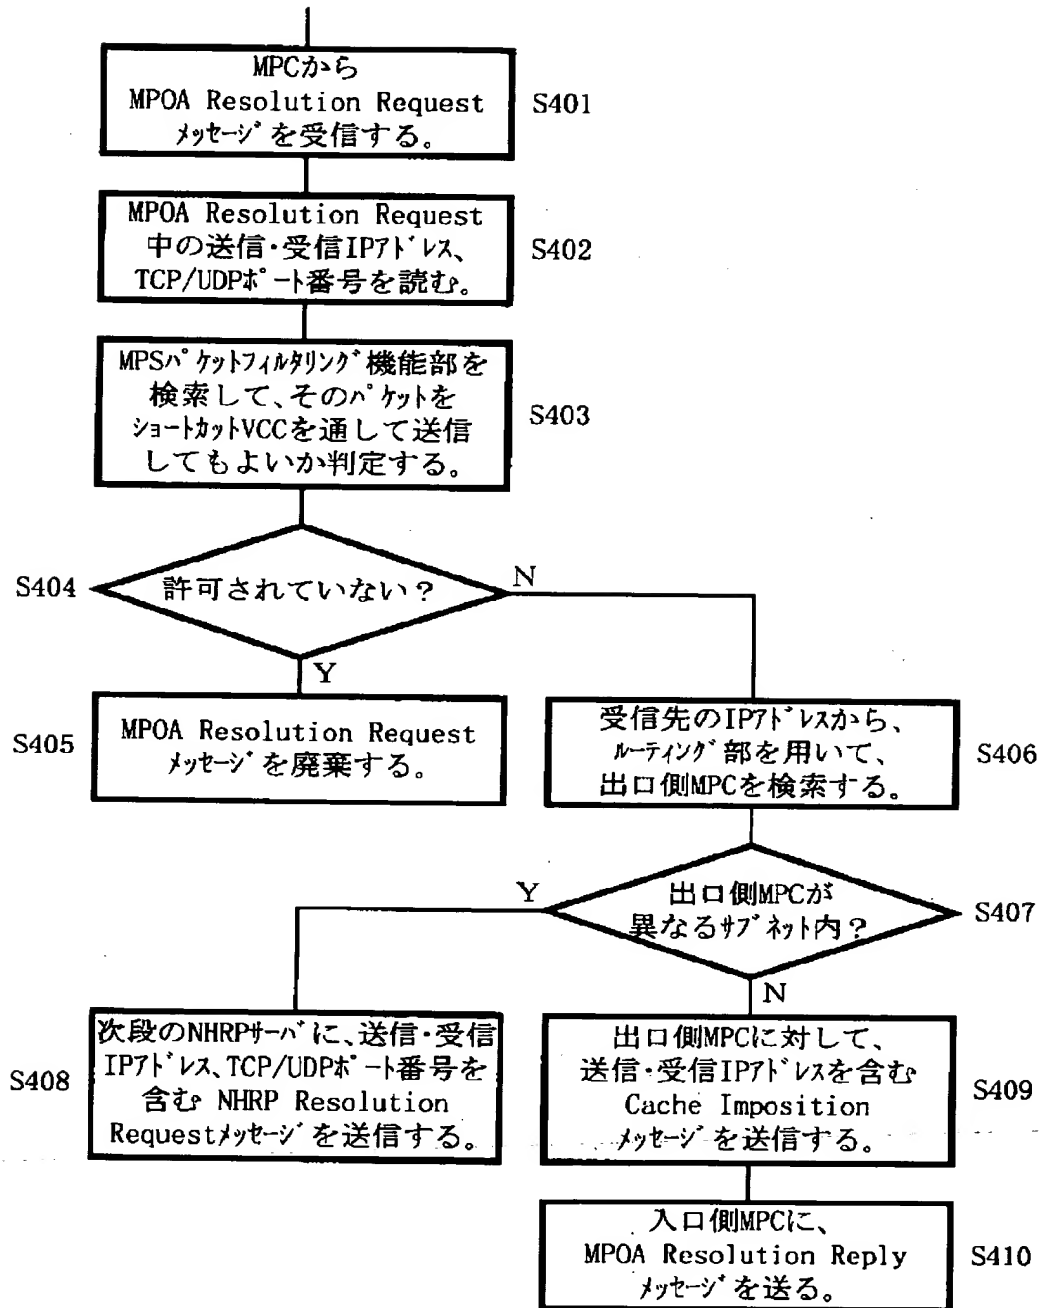 MPCから
MPOA Resolution Request
メッセージを受信する。
S401
MPOA Resolution Request
中の送信・受信IPアドレス、
TCP/UDPポート番号を読む。
S402
MPSパケットフィルタリング機能部を
検索して、そのパケットを
ショートカットVCCを通して送信
してもよいか判定する。
S403
S404
許可されていない？
N
Y
S405
MPOA Resolution Request
メッセージを廃棄する。
受信先のIPアドレスから、
ルーティング部を用いて、
出口側MPCを検索する。
S406
Y
出口側MPCが
異なるサブネット内？
S407
N
S408
次段のNHRPサーバに、送信・受信
IPアドレス、TCP/UDPポート番号を
含む NHRP Resolution
Requestメッセージを送信する。
出口側MPCに対して、
送信・受信IPアドレスを含む
Cache Imposition
メッセージを送信する。
S409
入口側MPCに、
MPOA Resolution Reply
メッセージを送る。
S410